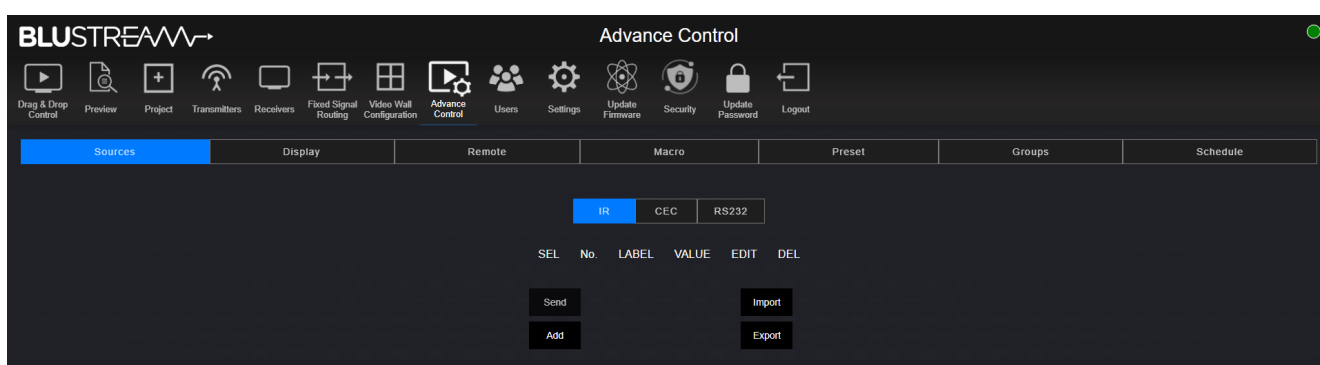 BLUSTREAM
Advance Control
Drag & Drop Control
Preview
Project
Transmitters
Receivers
Fixed Signal Routing
Video Wall Configuration
Advance Control
Users
Settings
Update Firmware
Security
Update Password
Logout
Sources Display Remote Macro Preset Groups Schedule
IR CEC RS232
SEL No. LABEL VALUE EDIT DEL
Send Import
Add Export